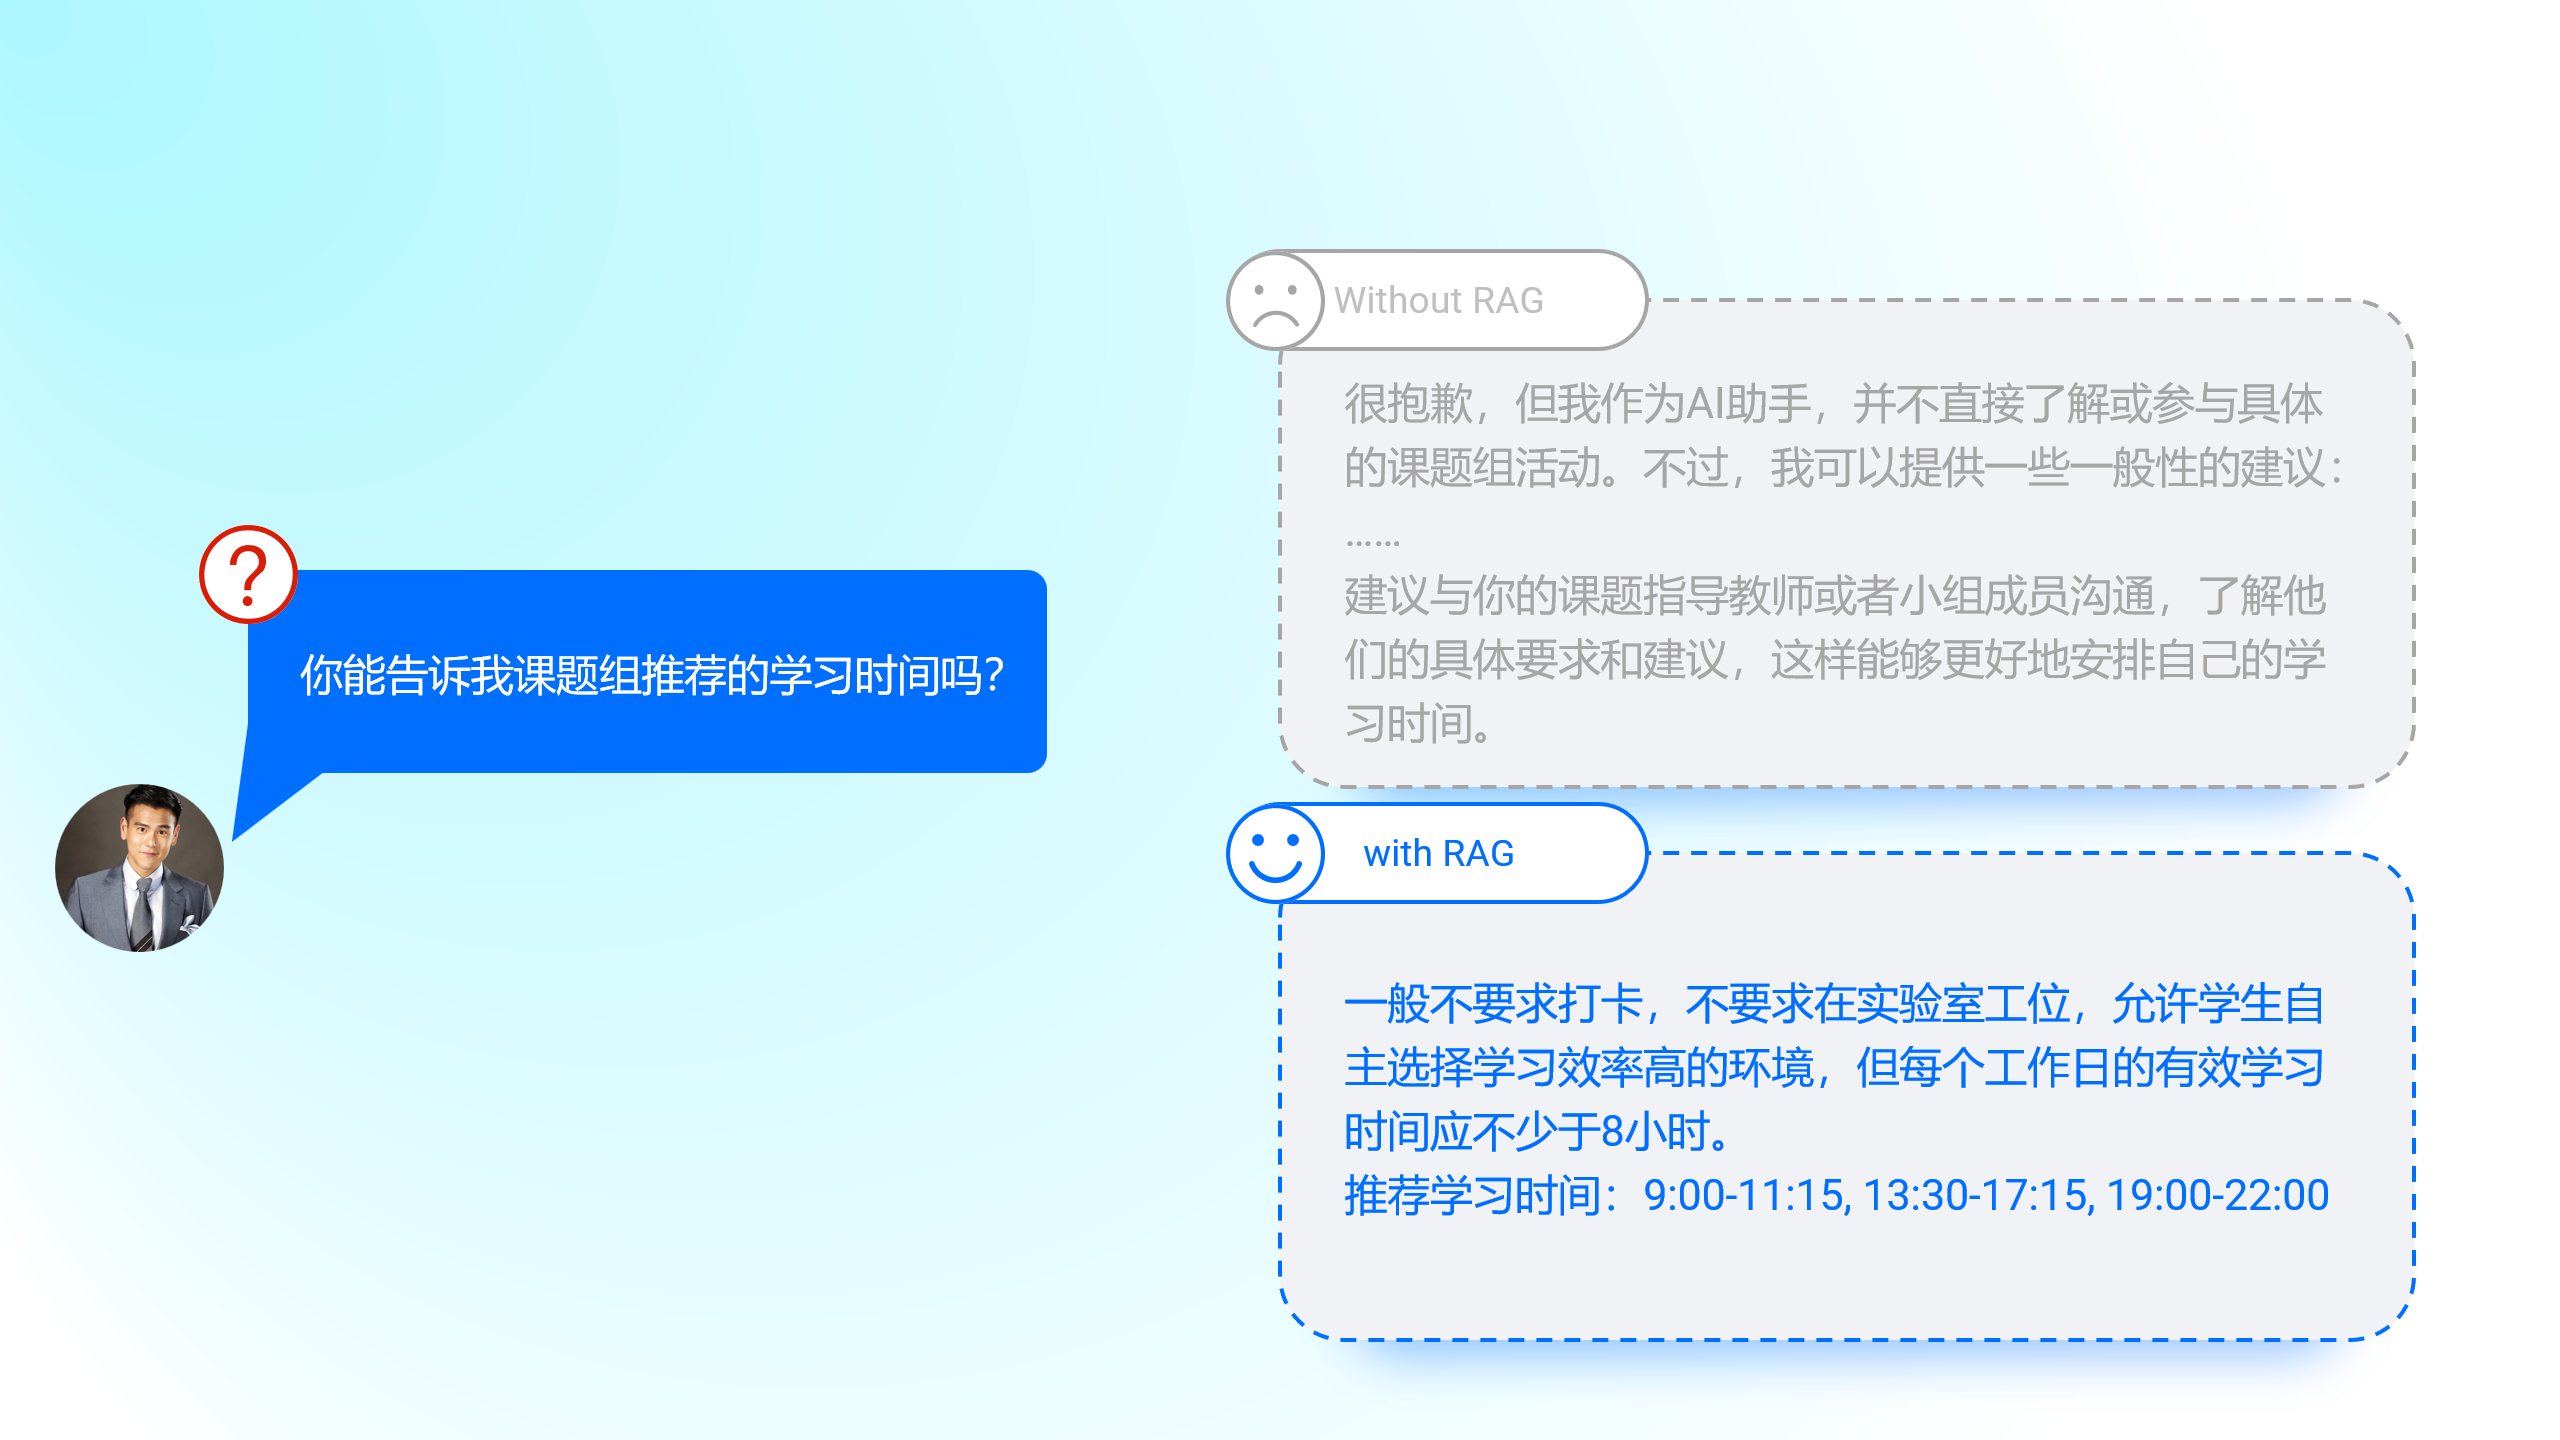 ?
你能告诉我课题组推荐的学习时间吗？
Without RAG
很抱歉，但我作为AI助手，并不直接了解或参与具体
的课题组活动。不过，我可以提供一些一般性的建议：
……
建议与你的课题指导教师或者小组成员沟通，了解他
们的具体要求和建议，这样能够更好地安排自己的学
习时间。
with RAG
一般不要求打卡，不要求在实验室工位，允许学生自
主选择学习效率高的环境，但每个工作日的有效学习
时间应不少于8小时。
推荐学习时间：9:00-11:15, 13:30-17:15, 19:00-22:00